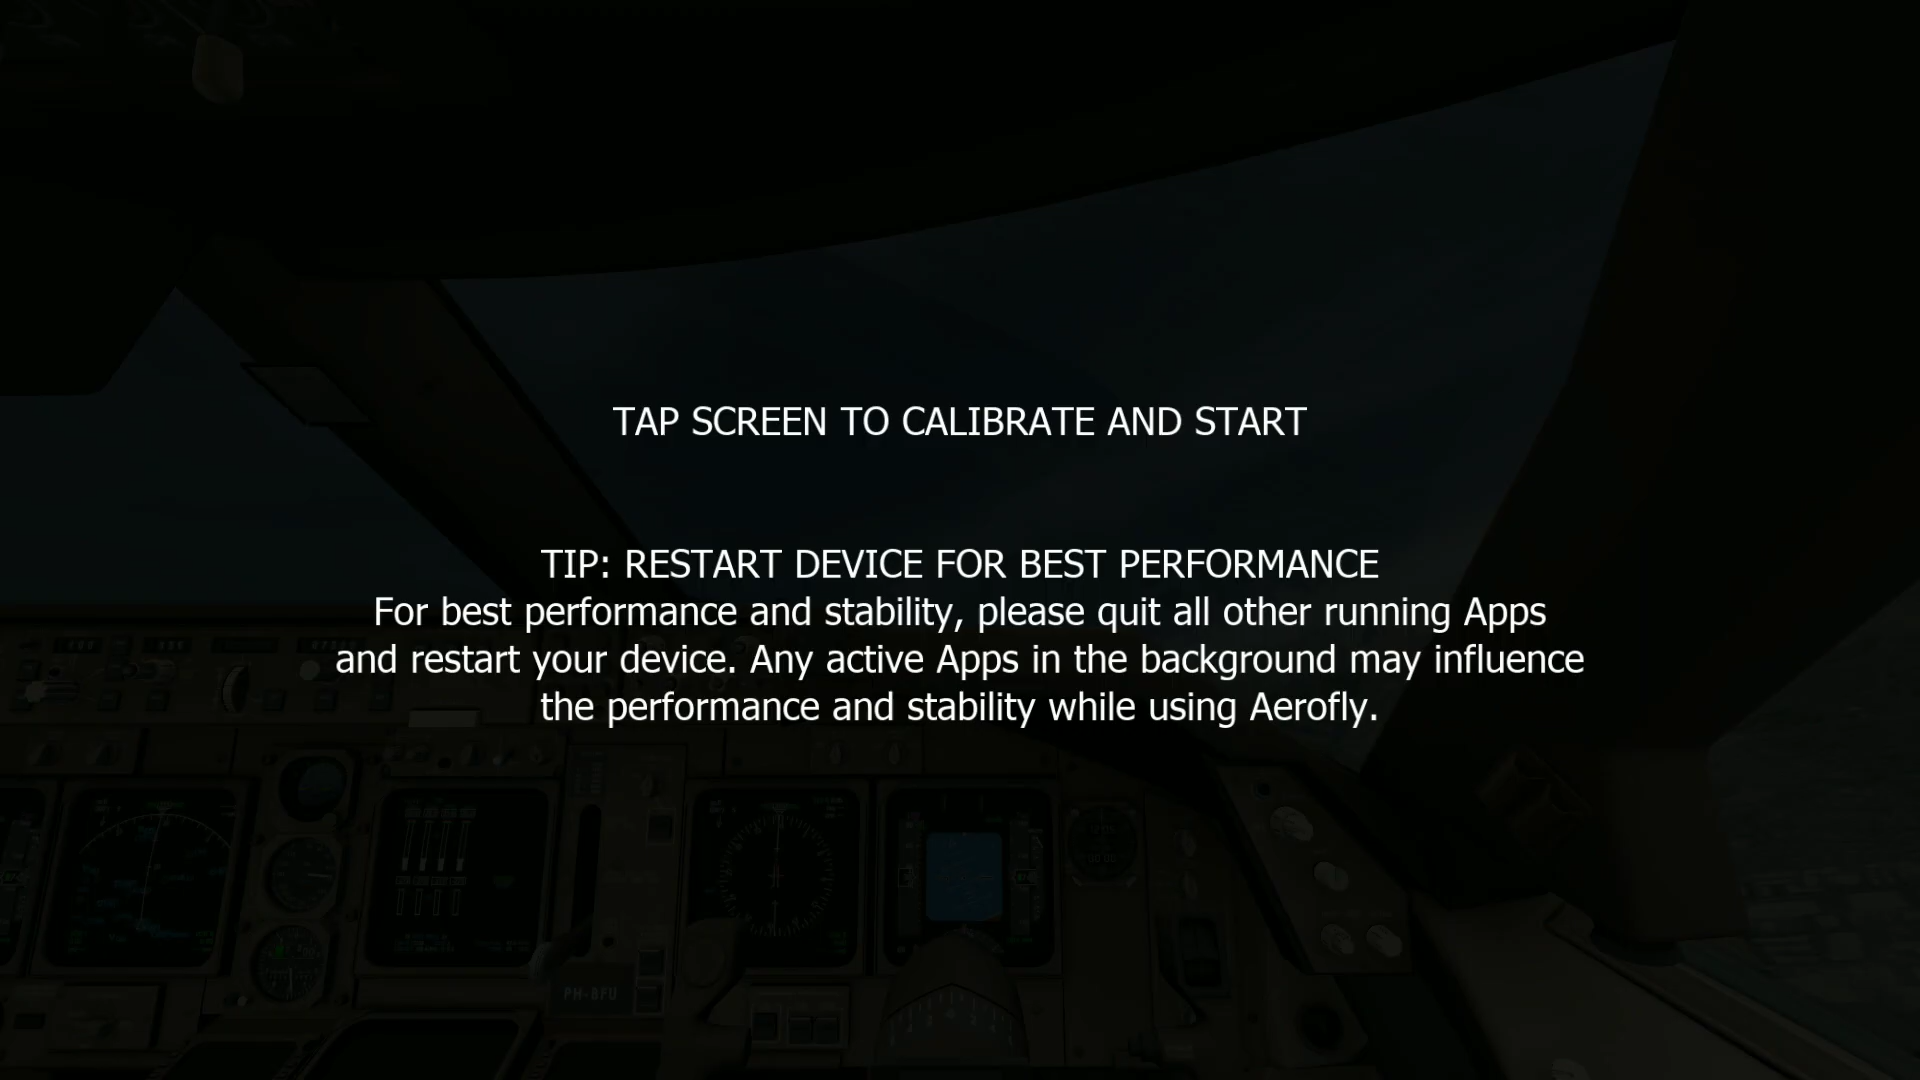 TAP SCREEN TO CALIBRATE AND START
TIP: RESTART DEVICE FOR BEST PERFORMANCE
For best performance and stability, please quit all other running Apps
and restart your device. Any active Apps in the background may influence
the performance and stability while using Aerofly.
PH-BFU